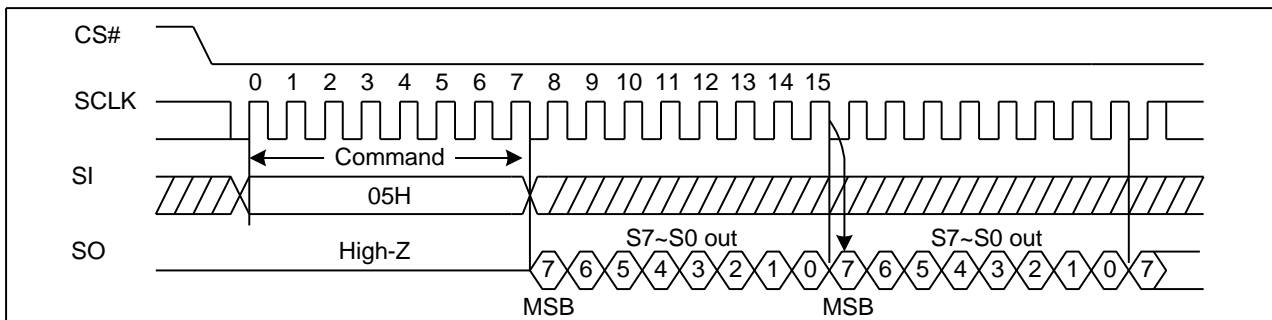 CS#
0 1 2 3 4 5 6 7 8 9 10 11 12 13 14 15
SCLK
Command
SI
05H
S7~S0 out S7~S0 out
SO High-Z
7 6 5 4 3 2 1 0 7 6 5 4 3 2 1 0 7
MSB MSB